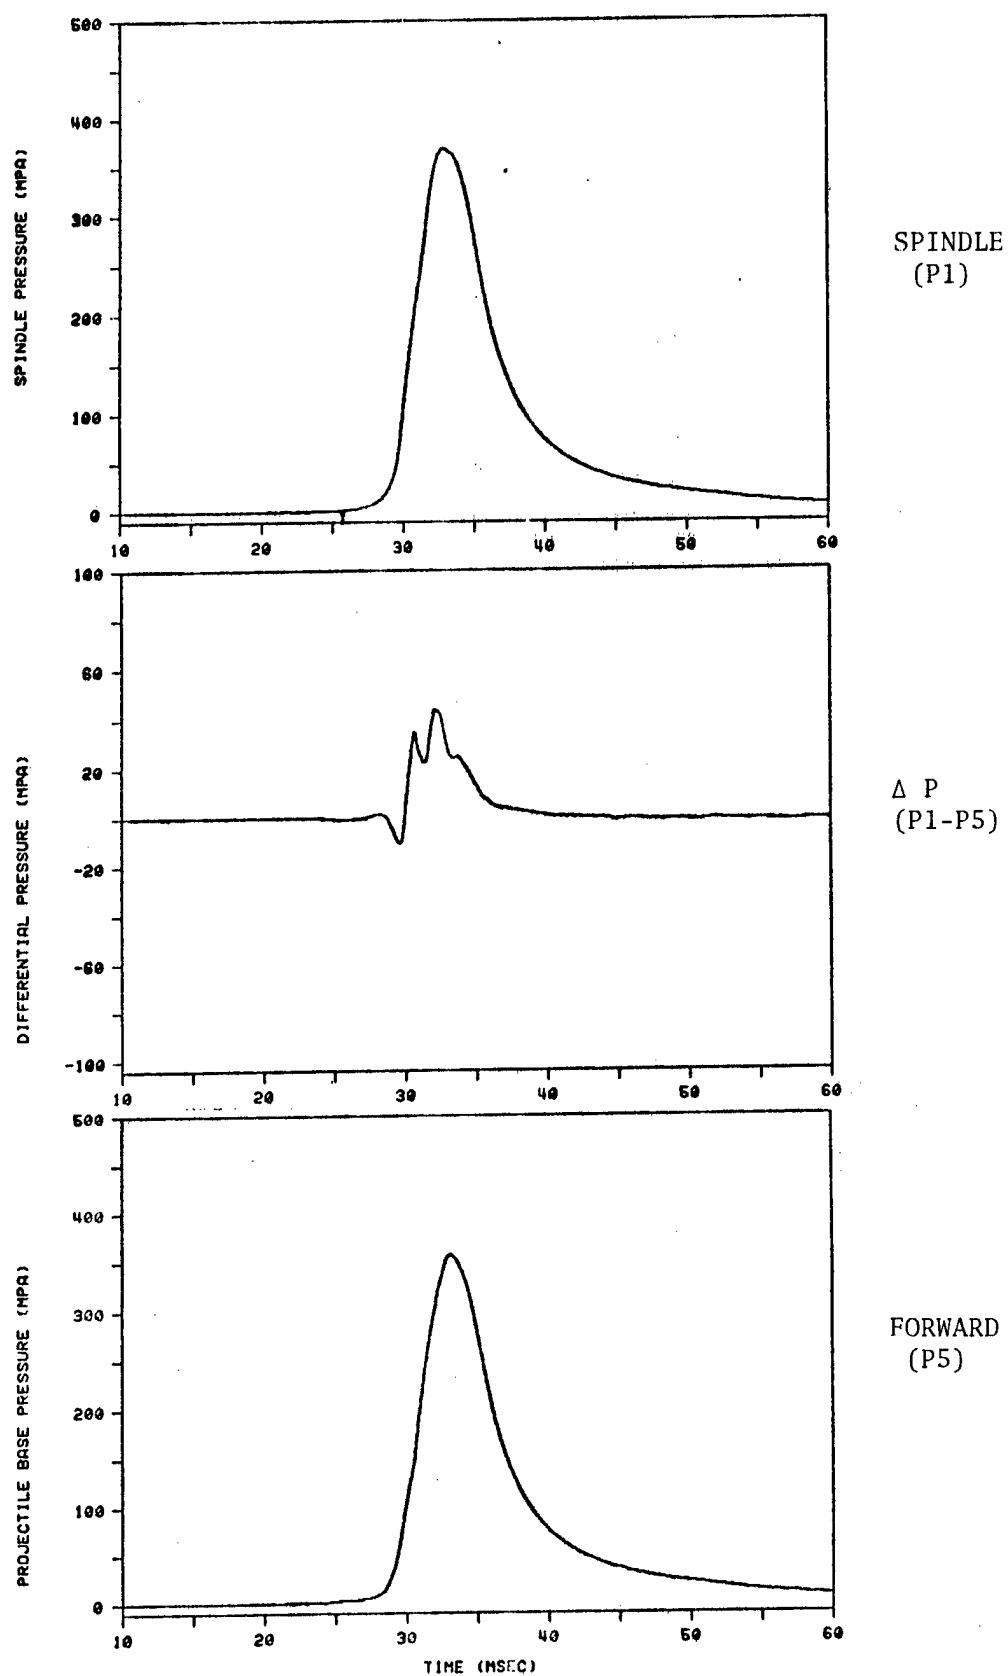 500
400
300
200
100
0
SPINDLE PRESSURE (MPA)
10 20 30 40 50 60
SPINDLE
(P1)
100
60
20
-20
-60
-100
DIFFERENTIAL PRESSURE (MPA)
10 20 30 40 50 60
Δ P
(P1-P5)
500
400
300
200
100
0
PROJECTILE BASE PRESSURE (MPA)
10 20 30 40 50 60
TIME (MSEC)
FORWARD
(P5)